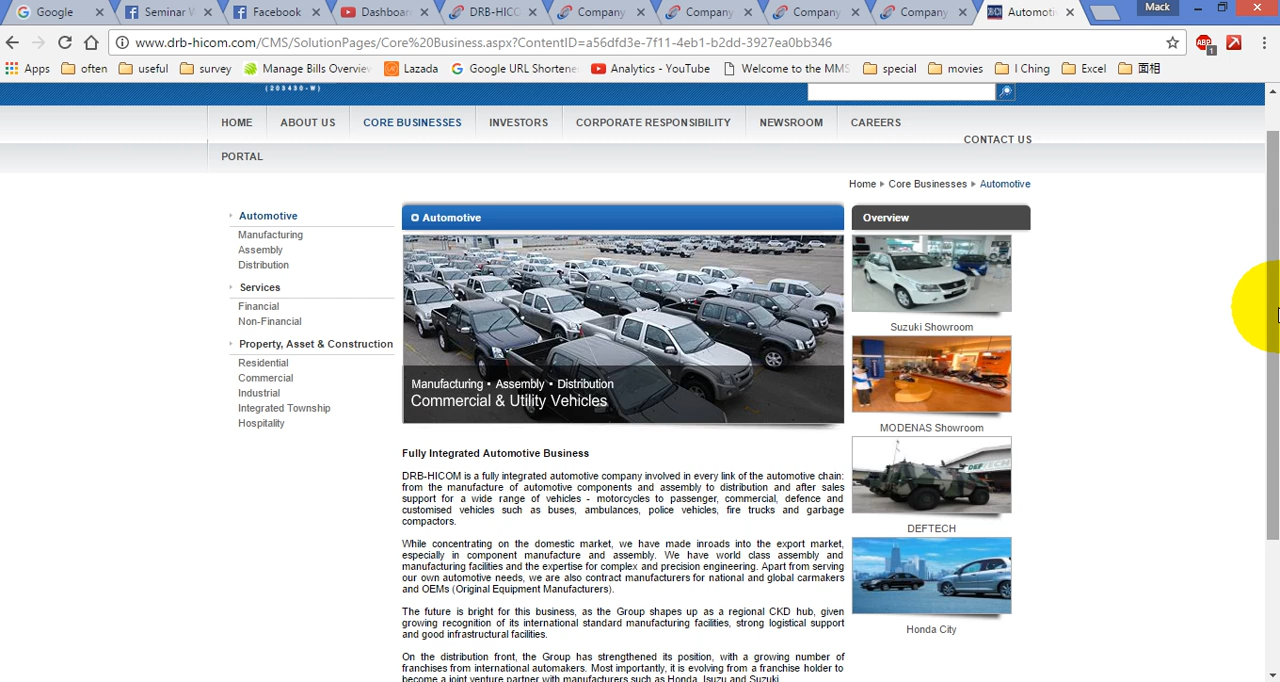 Google
Seminar W
Facebook
Dashboar
DRB-HIC
Company
Company
Company
Company
Automoti
Mack
www.drb-hicom.com/CMS/SolutionPages/Core%20Business.aspx?ContentID=a56dfd3e-7f11-4eb1-b2dd-3927ea0bb346
ABP
1
Apps
often
useful
survey
Manage Bills Overview
Lazada
Google URL Shortene
Analytics - YouTube
Welcome to the MMS
special
movies
I Ching
Excel
面相
(203430-W)
HOME
ABOUT US
CORE BUSINESSES
INVESTORS
CORPORATE RESPONSIBILITY
NEWSROOM
CAREERS
CONTACT US
PORTAL
Home
Core Businesses
Automotive
Automotive
Manufacturing
Assembly
Distribution
Services
Financial
Non-Financial
Property, Asset & Construction
Residential
Commercial
Industrial
Integrated Township
Hospitality
Automotive
Manufacturing • Assembly • Distribution
Commercial & Utility Vehicles
Fully Integrated Automotive Business
DRB-HICOM is a fully integrated automotive company involved in every link of the automotive chain:
from the manufacture of automotive components and assembly to distribution and after sales
support for a wide range of vehicles - motorcycles to passenger, commercial, defence and
customised vehicles such as buses, ambulances, police vehicles, fire trucks and garbage
compactors.
While concentrating on the domestic market, we have made inroads into the export market,
especially in component manufacture and assembly. We have world class assembly and
manufacturing facilities and the expertise for complex and precision engineering. Apart from serving
our own automotive needs, we are also contract manufacturers for national and global carmakers
and OEMs (Original Equipment Manufacturers).
The future is bright for this business, as the Group shapes up as a regional CKD hub, given
growing recognition of its international standard manufacturing facilities, strong logistical support
and good infrastructural facilities.
On the distribution front, the Group has strengthened its position, with a growing number of
franchises from international automakers. Most importantly, it is evolving from a franchise holder to
become a joint venture partner with manufacturers such as Honda, Isuzu and Suzuki.
Overview
Suzuki Showroom
MODENAS Showroom
DEFTECH
DEFTECH
Honda City